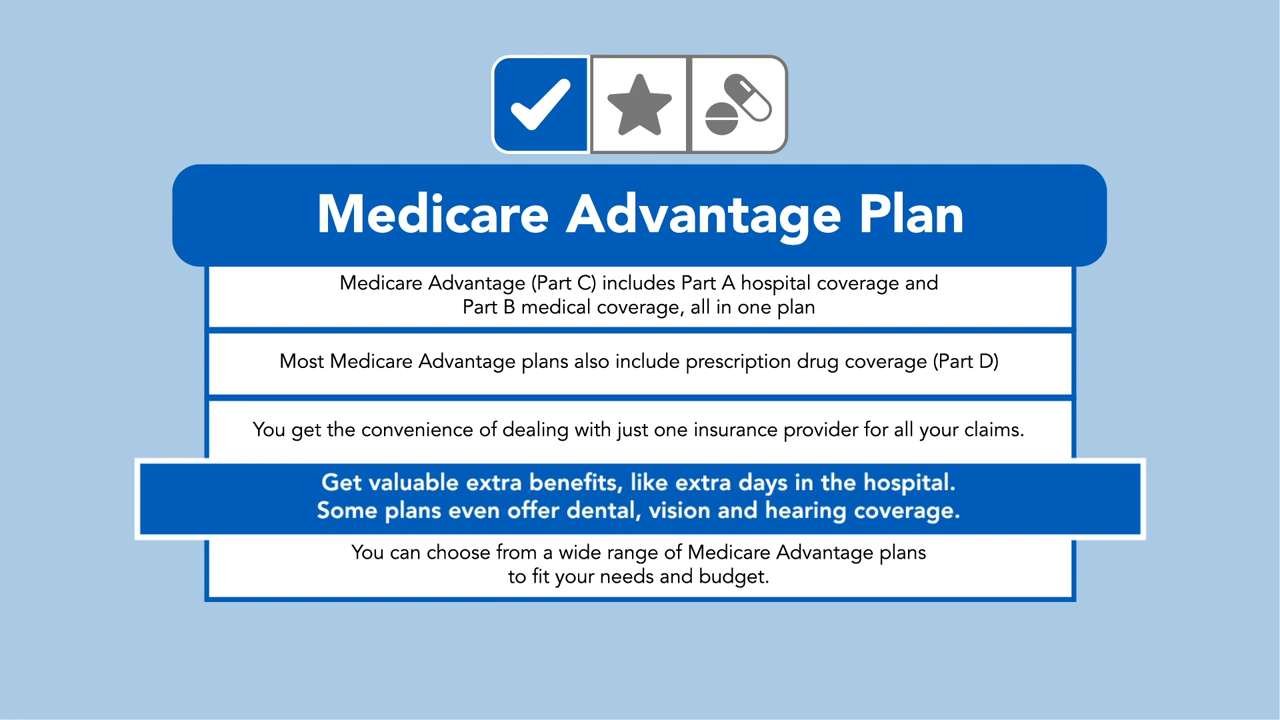 Medicare Advantage Plan
Medicare Advantage (Part C) includes Part A hospital coverage and
Part B medical coverage, all in one plan
Most Medicare Advantage plans also include prescription drug coverage (Part D)
You get the convenience of dealing with just one insurance provider for all your claims.
Get valuable extra benefits, like extra days in the hospital.
Some plans even offer dental, vision and hearing coverage.
You can choose from a wide range of Medicare Advantage plans
to fit your needs and budget.